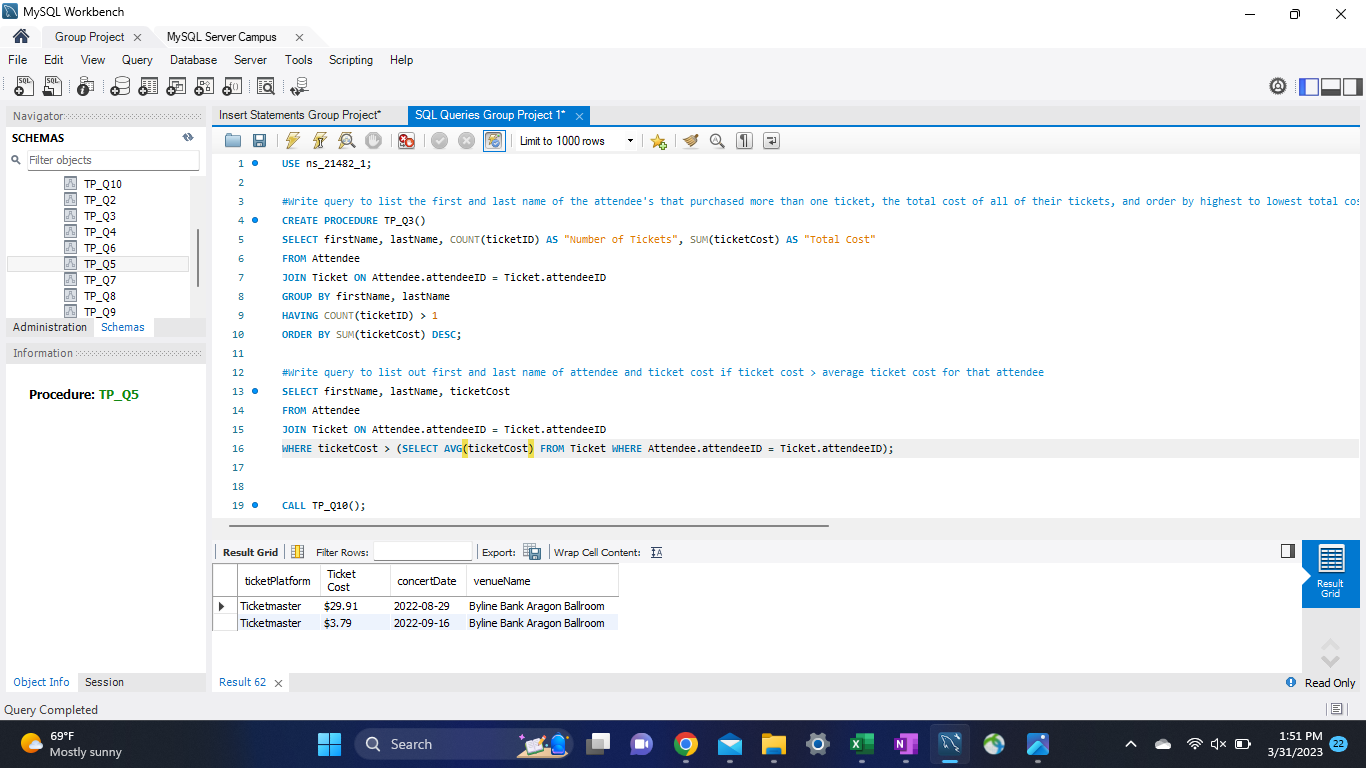 MySQL Workbench
Group Project
MySQL Server Campus
File Edit View Query Database Server Tools Scripting Help
Navigator
SCHEMAS
Filter objects
TP_Q10
TP_Q2
TP_Q3
TP_Q4
TP_Q6
TP_Q5
TP_Q7
TP_Q8
TP_Q9
Administration Schemas
Information
Procedure: TP_Q5
Object Info Session
Insert Statements Group Project*
SQL Queries Group Project 1*
Limit to 1000 rows
1 USE ns_21482_1;
2
3 #Write query to list the first and last name of the attendee's that purchased more than one ticket, the total cost of all of their tickets, and order by highest to lowest total cos
4 CREATE PROCEDURE TP_Q3()
5 SELECT firstName, lastName, COUNT(ticketID) AS "Number of Tickets", SUM(ticketCost) AS "Total Cost"
6 FROM Attendee
7 JOIN Ticket ON Attendee.attendeeID = Ticket.attendeeID
8 GROUP BY firstName, lastName
9 HAVING COUNT(ticketID) > 1
10 ORDER BY SUM(ticketCost) DESC;
11
12 #Write query to list out first and last name of attendee and ticket cost if ticket cost > average ticket cost for that attendee
13 SELECT firstName, lastName, ticketCost
14 FROM Attendee
15 JOIN Ticket ON Attendee.attendeeID = Ticket.attendeeID
16 WHERE ticketCost > (SELECT AVG(ticketCost) FROM Ticket WHERE Attendee.attendeeID = Ticket.attendeeID);
17
18
19 CALL TP_Q10();
Result Grid Filter Rows: Export: Wrap Cell Content:
ticketPlatform Ticket Cost concertDate venueName
Ticketmaster $29.91 2022-08-29 Byline Bank Aragon Ballroom
Ticketmaster $3.79 2022-09-16 Byline Bank Aragon Ballroom
Result Grid
Result 62
Read Only
Query Completed
69°F
Mostly sunny
Search
1:51 PM
3/31/2023
22